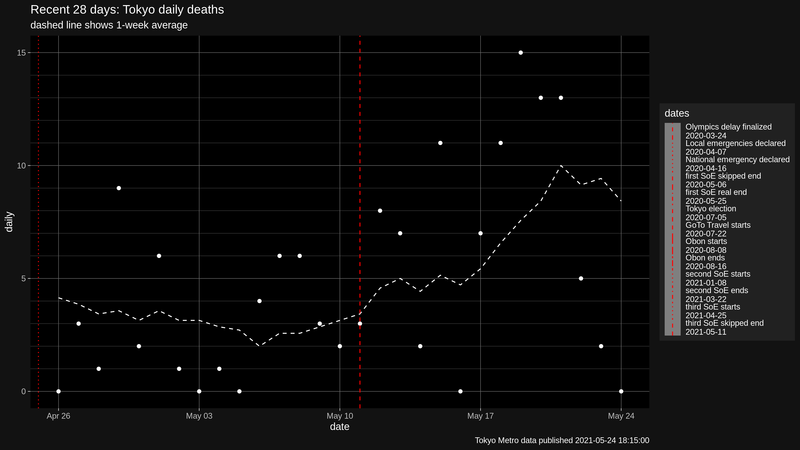 Recent 28 days: Tokyo daily deaths
dashed line shows 1-week average
15
10
5
0
daily
Apr 26
May 03
May 10
May 17
May 24
date
dates
Olympics delay finalized
2020-03-24
Local emergencies declared
2020-04-07
National emergency declared
2020-04-16
first SoE skipped end
2020-05-06
first SoE real end
2020-05-25
Tokyo election
2020-07-05
GoTo Travel starts
2020-07-22
Obon starts
2020-08-08
Obon ends
2020-08-16
second SoE starts
2021-01-08
second SoE ends
2021-03-22
third SoE starts
2021-04-25
third SoE skipped end
2021-05-11
Tokyo Metro data published 2021-05-24 18:15:00